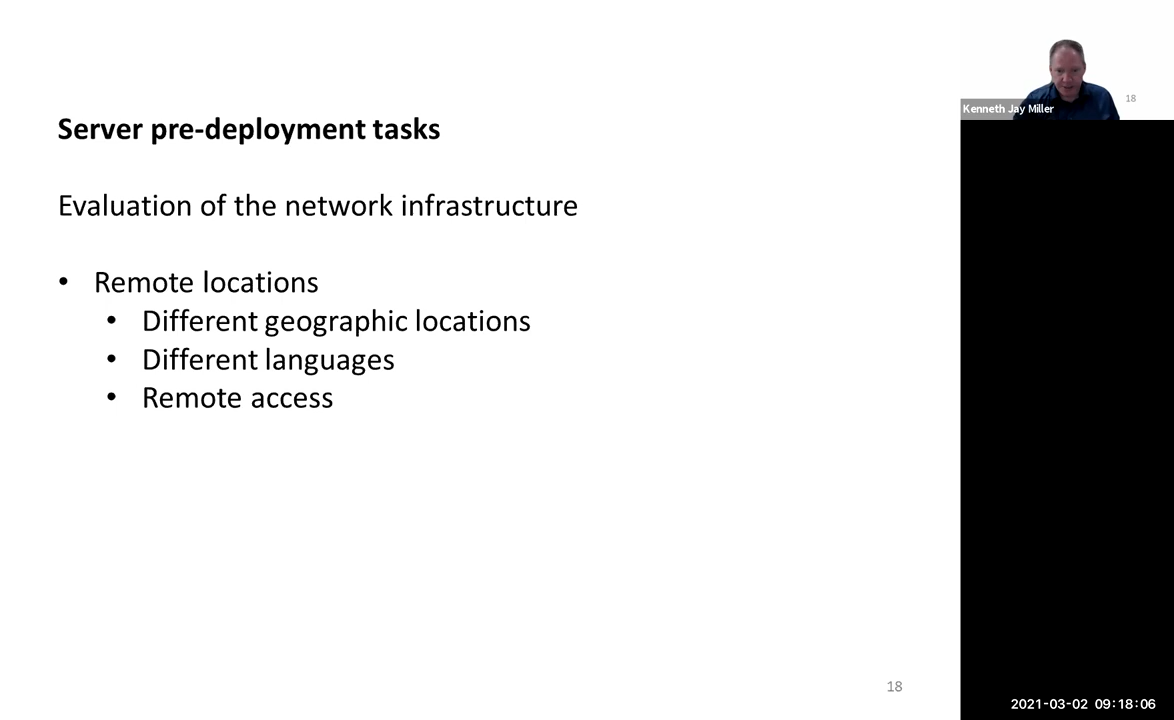 Server pre-deployment tasks
Evaluation of the network infrastructure
• Remote locations
• Different geographic locations
• Different languages
• Remote access
18
Kenneth Jay Miller
18
2021-03-02 09:18:06